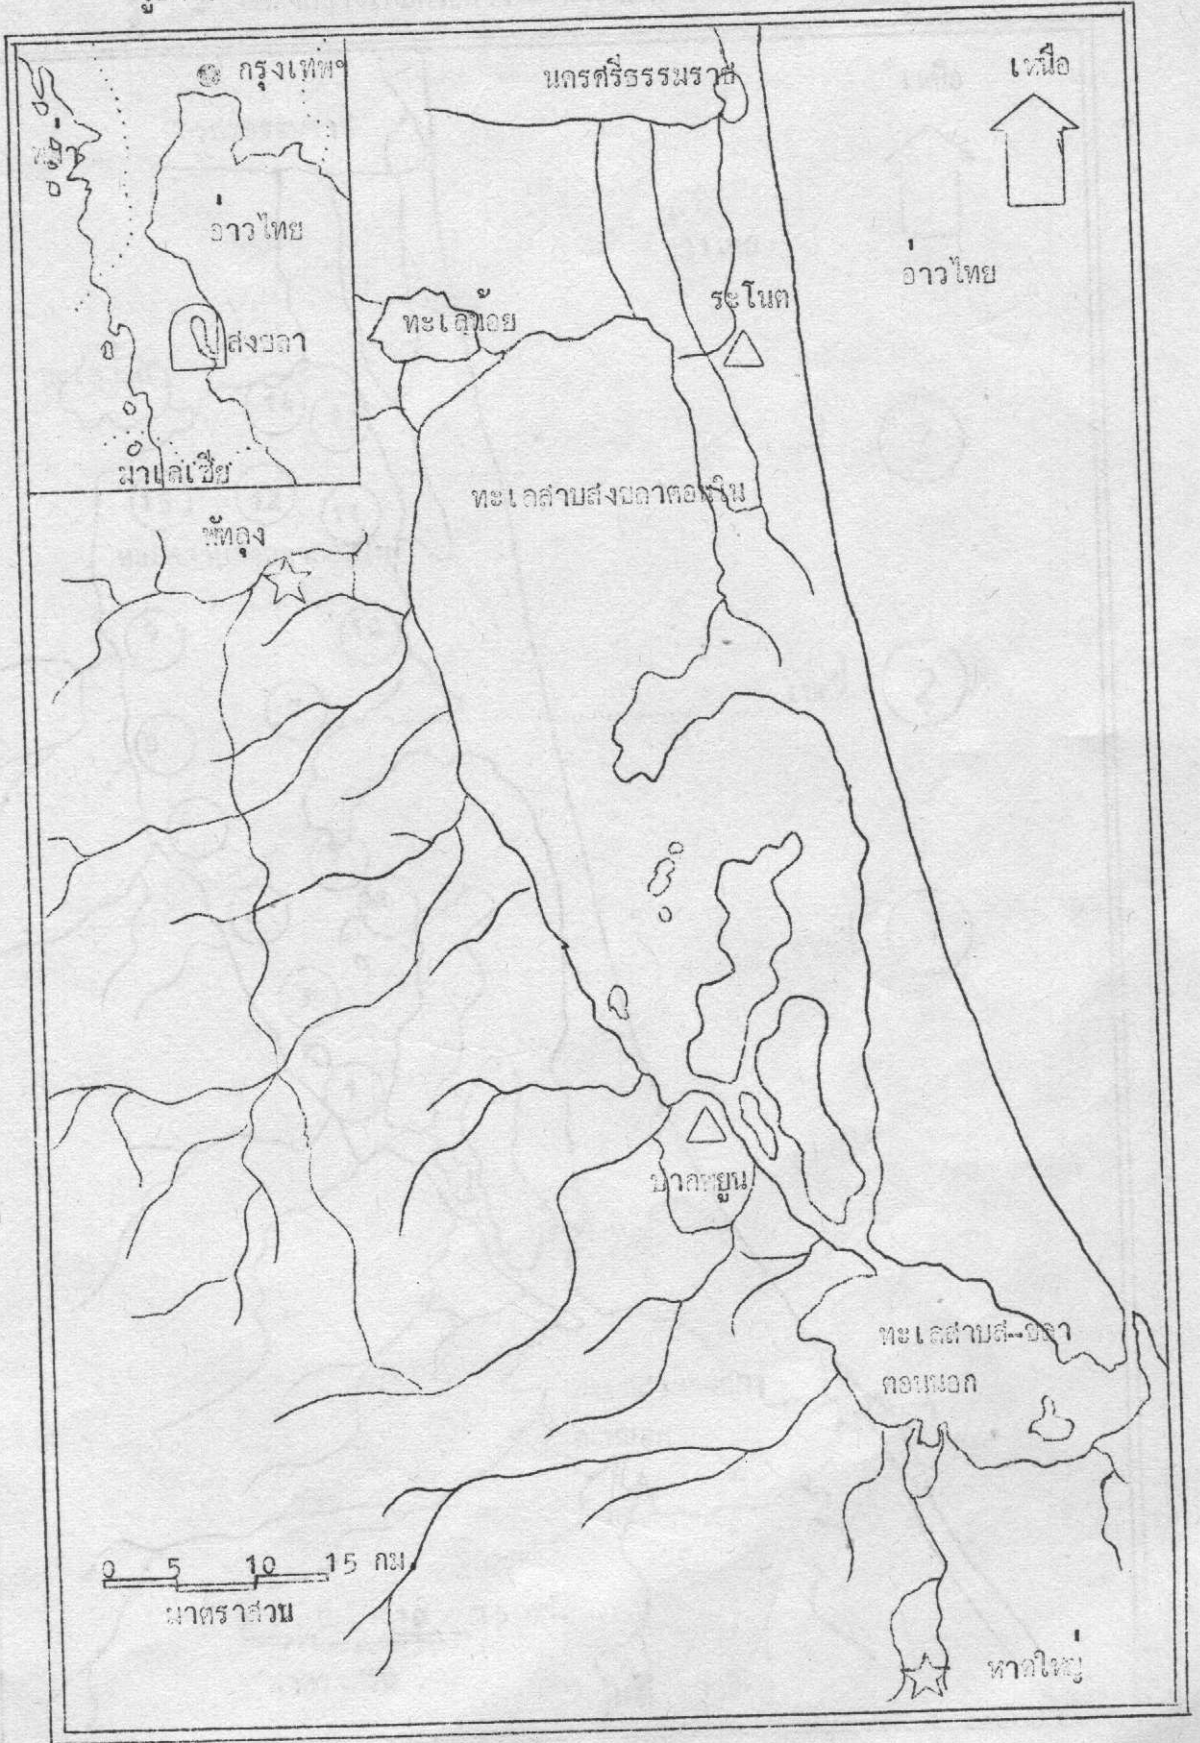 กรุงเทพฯ
อ่าวไทย
สงขลา
มาเลเซีย
นครศรีธรรมราช
เหนือ
อ่าวไทย
ระโนต
ทะเลน้อย
ทะเลสาบสงขลาตอนใน
พัทลุง
ปากพยูน
ทะเลสาบส--ขลา
ตอนนอก
0 5 10 15 กม.
มาตราสวน
หาดใหญ่